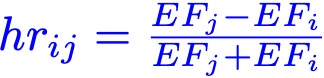 hr_{ij} = \frac{EF_j - EF_i}{EF_j + EF_i}